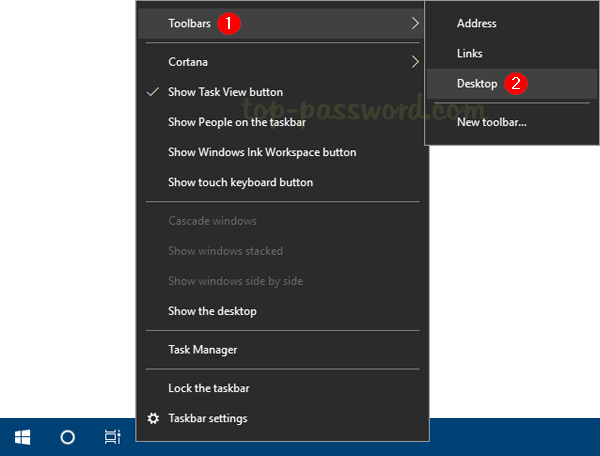 Toolbars 1
Cortana
Show Task View button
Show People on the taskbar
Show Windows Ink Workspace button
Show touch keyboard button
Cascade windows
Show windows stacked
Show windows side by side
Show the desktop
Task Manager
Lock the taskbar
Taskbar settings
Address
Links
Desktop 2
New toolbar...
top-password.com